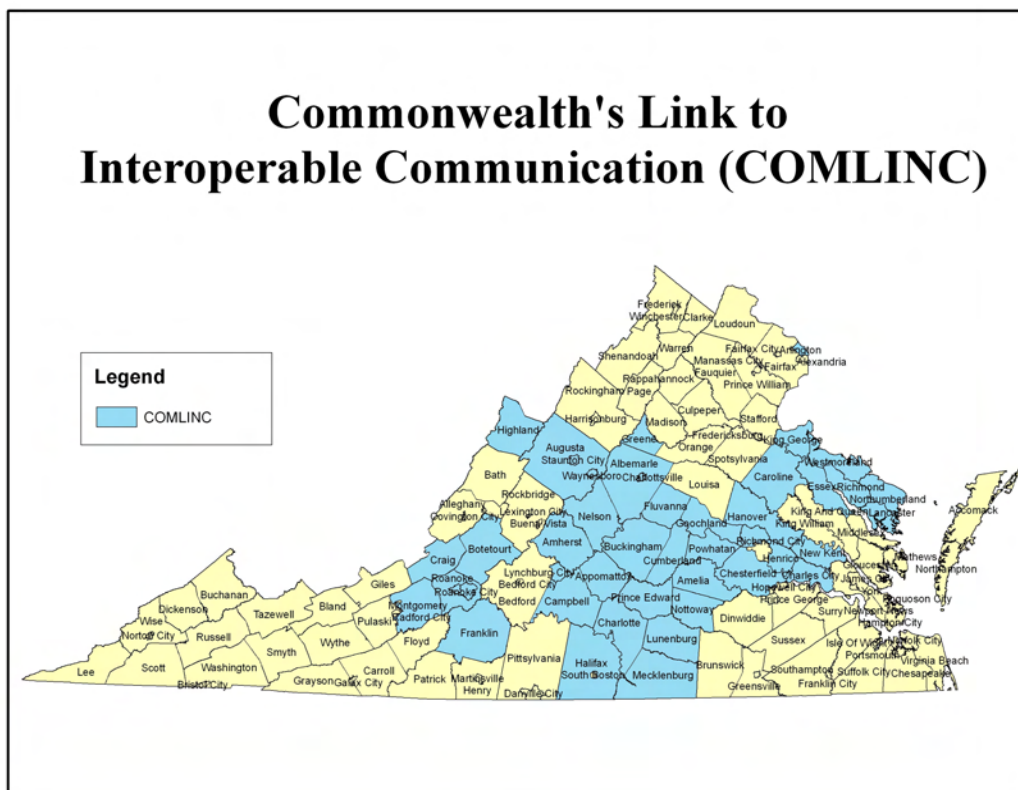 Commonwealth's Link to
Interoperable Communication (COMLINC)
Legend
COMLINC
Frederick
Winchester
Clarke
Loudoun
Warren
Fairfax City
Arlington
Alexandria
Shenandoah
Manassas City
Fauquier
Fairfax
Rappahannock
Prince William
Rockingham
Page
Culpeper
Stafford
Harrisonburg
Madison
Highland
Greene
Fredericksburg
King George
Orange
Augusta
Spotsylvania
Westmoreland
Staunton City
Albemarle
Bath
Waynesboro
Charlottsville
Louisa
Caroline
Essex
Richmond
Rockbridge
Northumberland
Alleghany
Lexington City
Fluvanna
King And Queen
Lancaster
Accomack
Covington City
Buena Vista
Nelson
Goochland
Hanover
King William
Middlesex
Amherst
Richmond City
Craig
Botetourt
Buckingham
Powhatan
Henrico
New Kent
Mathews
Cumberland
Gloucester
Northampton
Roanoke
Lynchburg City
Appomattox
Chesterfield
Charles City
James City
Giles
Bedford City
Amelia
Hopewell City
York
Buchanan
Roanoke City
Prince Edward
Prince George
Poquoson City
Bland
Montgomery
Bedford
Campbell
Nottoway
Surry
Newport News
Dickenson
Tazewell
Radford City
Charlotte
Dinwiddie
Hampton City
Wise
Pulaski
Norton City
Russell
Wythe
Floyd
Franklin
Lunenburg
Sussex
Isle Of Wight
Norfolk City
Smyth
Pittsylvania
Portsmouth
Lee
Scott
Washington
Carroll
Halifax
Brunswick
Southampton
Suffolk City
Virginia Beach
Grayson
Galax City
Patrick
Martinsville
South Boston
Mecklenburg
Greensville
Franklin City
Chesapeake
Bristol City
Henry
Danville City